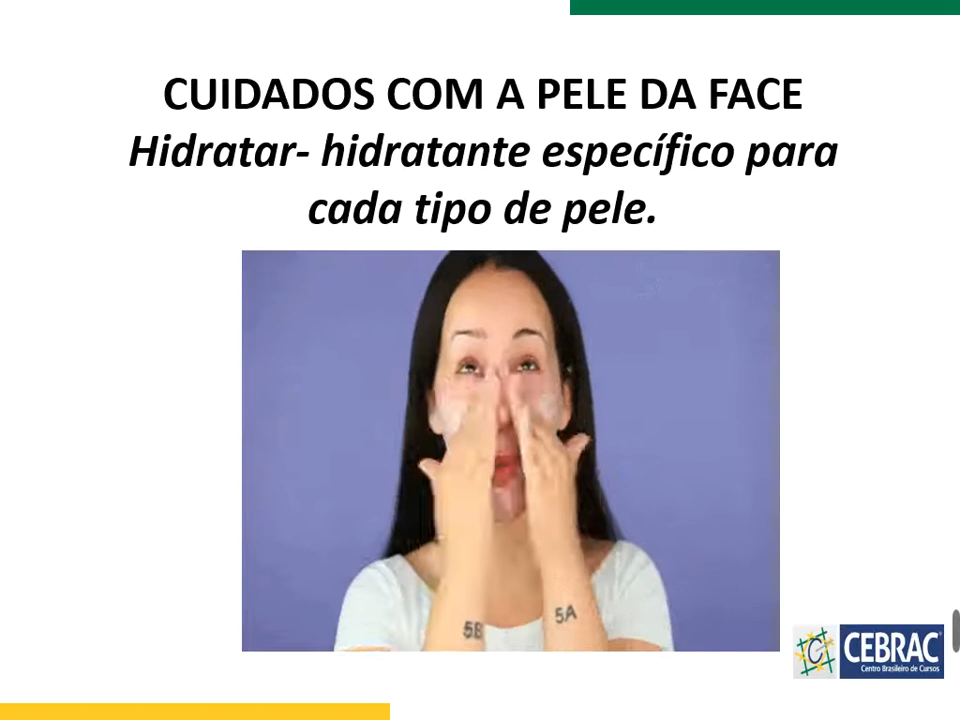 CUIDADOS COM A PELE DA FACE
Hidratar- hidratante específico para
cada tipo de pele.
5B
5A
C
CEBRAC
Centro Brasileiro de Cursos